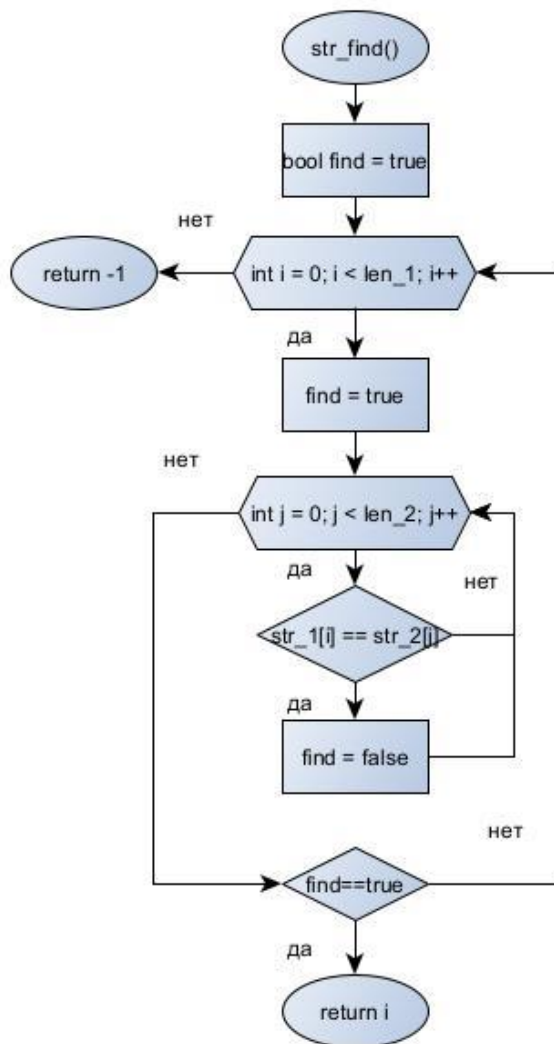 str_find()
bool find = true
нет
return -1
int i = 0; i < len_1; i++
да
find = true
нет
int j = 0; j < len_2; j++
да
нет
str_1[i] == str_2[j]
да
find = false
нет
find==true
да
return i